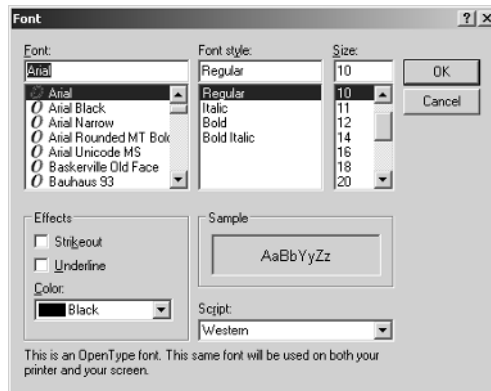 Font
Font: Font style: Size:
Arial Regular 10 OK
Arial Regular 10 Cancel
Arial Black Italic 11
Arial Narrow Bold 12
Arial Rounded MT Bold Bold Italic 14
Arial Unicode MS 16
Baskerville Old Face 18
Bauhaus 93 20
Effects
Strikeout
Underline
Color:
Black
Sample
AaBbYyZz
Script:
Western
This is an OpenType font. This same font will be used on both your
printer and your screen.